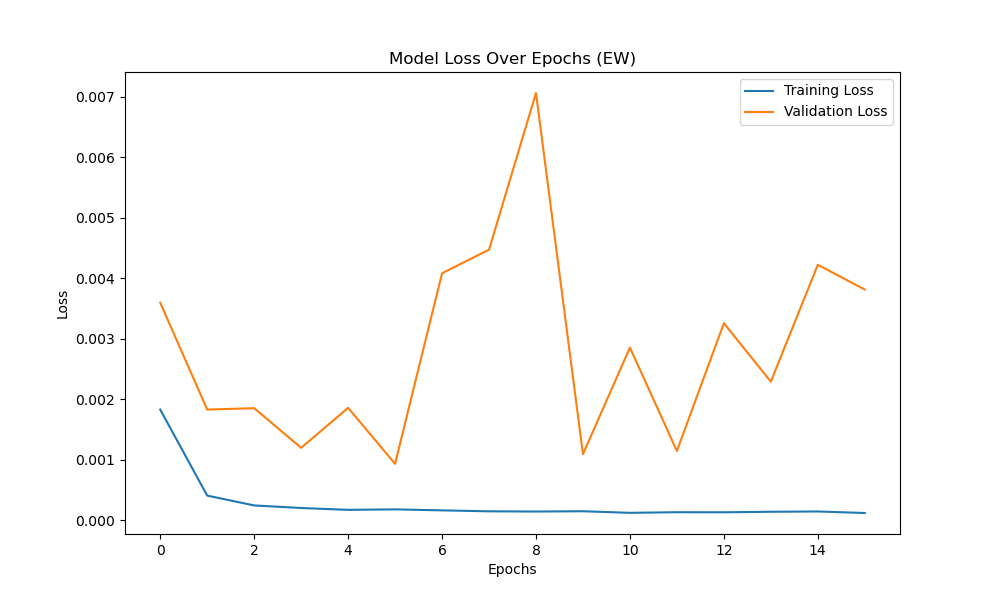 Model Loss Over Epochs (EW)
Training Loss
Validation Loss
0.007
0.006
0.005
0.004
0.003
0.002
0.001
0.000
Loss
0 2 4 6 8 10 12 14
Epochs